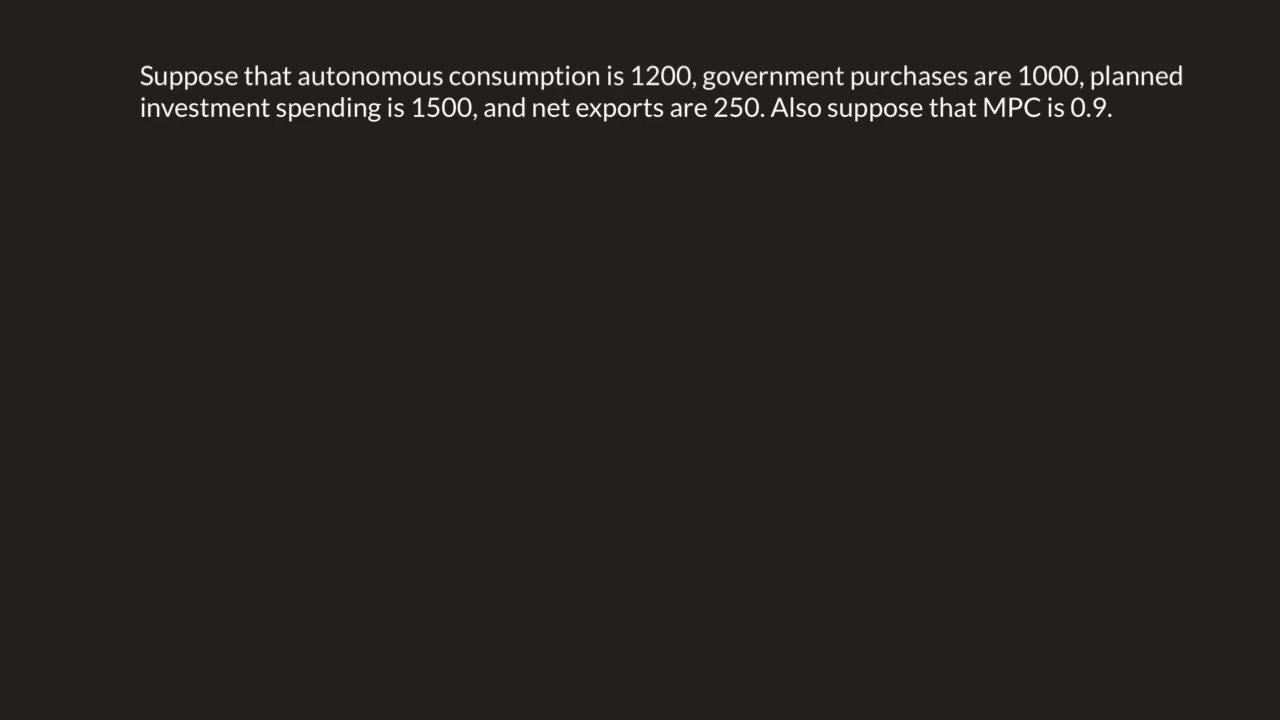 Suppose that autonomous consumption is 1200, government purchases are 1000, planned
investment spending is 1500, and net exports are 250. Also suppose that MPC is 0.9.